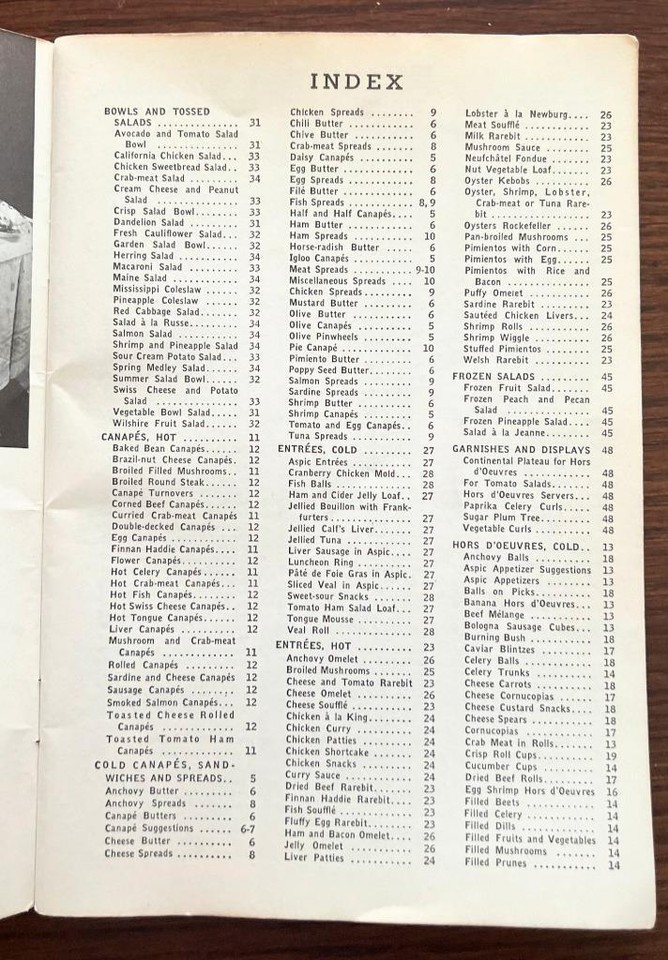 INDEX
BOWLS AND TOSSED
SALADS .............. 31
Avocado and Tomato Salad
Bowl ............... 31
California Chicken Salad... 33
Chicken Sweetbread Salad.. 33
Crab-meat Salad .......... 34
Cream Cheese and Peanut
Salad ................ 33
Crisp Salad Bowl........ 33
Dandelion Salad ......... 31
Fresh Cauliflower Salad... 32
Garden Salad Bowl...... 32
Herring Salad ........... 34
Macaroni Salad ......... 33
Maine Salad ............ 34
Mississippi Coleslaw ...... 32
Pineapple Coleslaw ...... 32
Red Cabbage Salad....... 32
Salad à la Russe........ 34
Salmon Salad ........... 34
Shrimp and Pineapple Salad 34
Sour Cream Potato Salad... 33
Spring Medley Salad..... 34
Summer Salad Bowl...... 32
Swiss Cheese and Potato
Salad ................ 33
Vegetable Bowl Salad.... 31
Wilshire Fruit Salad..... 32
CANAPÉS, HOT ........... 11
Baked Bean Canapés...... 12
Brazil-nut Cheese Canapés. 12
Broiled Filled Mushrooms.. 11
Broiled Round Steak...... 12
Canapé Turnovers ....... 12
Corned Beef Canapés..... 12
Curried Crab-meat Canapés 11
Double-decked Canapés ... 12
Egg Canapés ............ 12
Finnan Haddie Canapés.... 11
Flower Canapés.......... 12
Hot Celery Canapés..... 11
Hot Crab-meat Canapés... 11
Hot Fish Canapés........ 12
Hot Swiss Cheese Canapés.. 12
Hot Tongue Canapés...... 12
Liver Canapés .......... 12
Mushroom and Crab-meat
Canapés ............. 11
Rolled Canapés ......... 12
Sardine and Cheese Canapés 12
Sausage Canapés ........ 12
Smoked Salmon Canapés... 12
Toasted Cheese Rolled
Canapés ............. 12
Toasted Tomato Ham
Canapés ............. 11
COLD CANAPÉS, SAND-
WICHES AND SPREADS.. 5
Anchovy Butter .......... 6
Anchovy Spreads ......... 8
Canapé Butters .......... 6
Canapé Suggestions ...... 6-7
Cheese Butter ........... 6
Cheese Spreads .......... 8
Chicken Spreads ........ 9
Chili Butter ............ 6
Chive Butter ........... 6
Crab-meat Spreads ...... 8
Daisy Canapés .......... 5
Egg Butter ............. 6
Egg Spreads ............ 8
Filé Butter ............. 6
Fish Spreads ............ 8,9
Half and Half Canapés.... 5
Ham Butter ............. 6
Ham Spreads ............ 10
Horse-radish Butter ...... 6
Igloo Canapés ........... 5
Meat Spreads ........... 9-10
Miscellaneous Spreads .... 10
Chicken Spreads......... 9
Mustard Butter .......... 6
Olive Butter ............ 6
Olive Canapés .......... 5
Olive Pinwheels ......... 5
Pie Canapé ............. 10
Pimiento Butter ......... 6
Poppy Seed Butter....... 6
Salmon Spreads ......... 9
Sardine Spreads ......... 9
Shrimp Butter ........... 6
Shrimp Canapés ......... 5
Tomato and Egg Canapés.. 6
Tuna Spreads ........... 9
ENTRÉES, COLD .......... 27
Aspic Entrées ........... 27
Cranberry Chicken Mold... 28
Fish Balls .............. 28
Ham and Cider Jelly Loaf.. 27
Jellied Bouillon with Frank-
furters................ 27
Jellied Calf's Liver....... 27
Jellied Tuna ............ 27
Liver Sausage in Aspic.... 27
Luncheon Ring .......... 27
Pâté de Foie Gras in Aspic. 27
Sliced Veal in Aspic...... 27
Sweet-sour Snacks ....... 28
Tomato Ham Salad Loaf... 27
Tongue Mousse .......... 27
Veal Roll ............... 28
ENTRÉES, HOT ........... 23
Anchovy Omelet ......... 26
Broiled Mushrooms ....... 25
Cheese and Tomato Rarebit 23
Cheese Omelet .......... 26
Cheese Soufflé .......... 23
Chicken à la King........ 24
Chicken Curry .......... 24
Chicken Patties ......... 24
Chicken Shortcake ....... 24
Chicken Snacks ......... 24
Curry Sauce ............ 24
Dried Beef Rarebit....... 23
Finnan Haddie Rarebit.... 23
Fish Soufflé ............ 23
Fluffy Egg Rarebit....... 23
Ham and Bacon Omelet.... 26
Jelly Omelet ............ 26
Liver Patties ............ 24
Lobster à la Newburg.... 26
Meat Soufflé ............ 23
Milk Rarebit ............ 23
Mushroom Sauce ......... 25
Neufchâtel Fondue ....... 23
Nut Vegetable Loaf....... 23
Oyster Kebobs .......... 26
Oyster, Shrimp, Lobster,
Crab-meat or Tuna Rare-
bit .................. 23
Oysters Rockefeller ...... 26
Pan-broiled Mushrooms ... 25
Pimientos with Corn...... 25
Pimientos with Egg...... 25
Pimientos with Rice and
Bacon ............... 25
Puffy Omelet ........... 26
Sardine Rarebit ......... 23
Sautéed Chicken Livers... 24
Shrimp Rolls ........... 26
Shrimp Wiggle ......... 26
Stuffed Pimientos ....... 25
Welsh Rarebit .......... 23
FROZEN SALADS ......... 45
Frozen Fruit Salad....... 45
Frozen Peach and Pecan
Salad ............... 45
Frozen Pineapple Salad.... 45
Salad à la Jeanne........ 45
GARNISHES AND DISPLAYS 48
Continental Plateau for Hors
d'Oeuvres ............ 48
For Tomato Salads....... 48
Hors d'Oeuvres Servers... 48
Paprika Celery Curls..... 48
Sugar Plum Tree........ 48
Vegetable Curls ........ 48
HORS D'OEUVRES, COLD.. 13
Anchovy Balls .......... 18
Aspic Appetizer Suggestions 13
Aspic Appetizers ........ 13
Balls on Picks........... 18
Banana Hors d'Oeuvres... 13
Beef Mélange ........... 13
Bologna Sausage Cubes... 13
Burning Bush ........... 18
Caviar Blintzes ......... 17
Celery Balls ............ 18
Celery Trunks .......... 14
Cheese Carrots ......... 18
Cheese Cornucopias ...... 17
Cheese Custard Snacks.... 18
Cheese Spears .......... 18
Cornucopias ............ 17
Crab Meat in Rolls....... 13
Crisp Roll Cups......... 19
Cucumber Cups ......... 14
Dried Beef Rolls......... 17
Egg Shrimp Hors d'Oeuvres 16
Filled Beets ............ 14
Filled Celery ........... 14
Filled Dills ............. 14
Filled Fruits and Vegetables 14
Filled Mushrooms ....... 14
Filled Prunes ........... 14